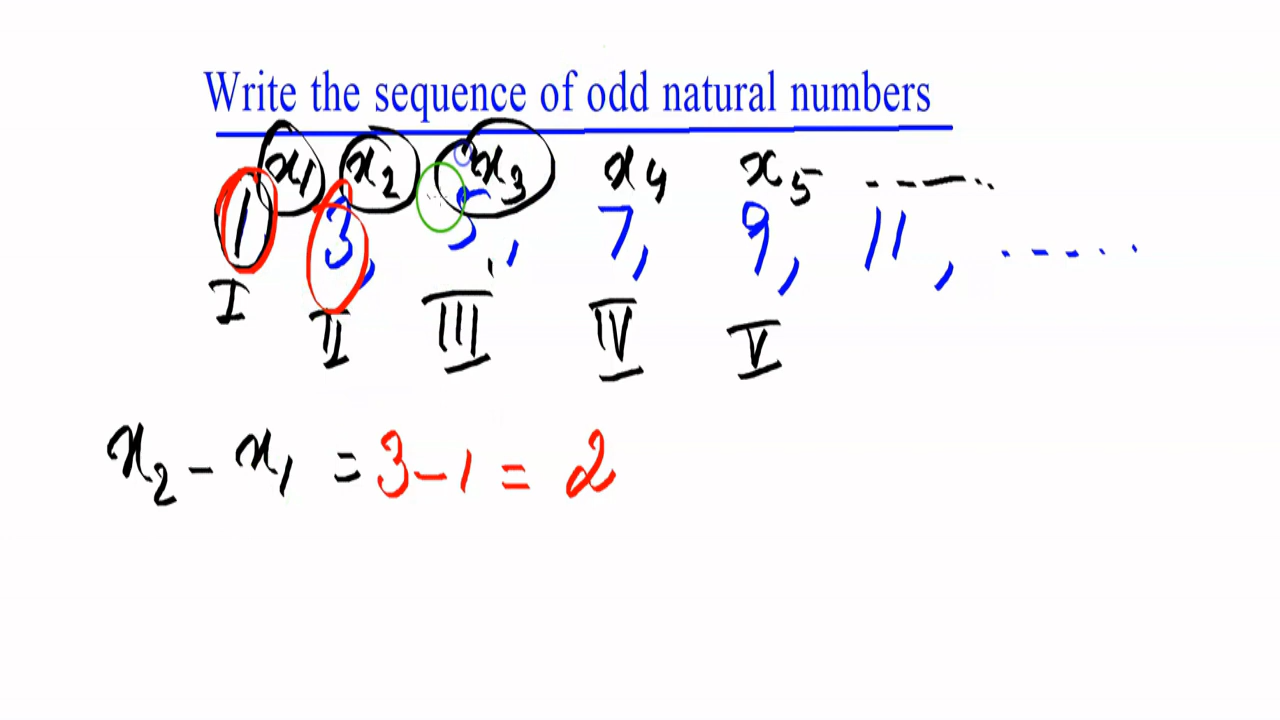 Write the sequence of odd natural numbers
x₁ x₂ x₃ x₄ x₅ ......
1 3, 5, 7, 9, 11, ......
I II III IV V
x₂ - x₁ = 3 - 1 = 2